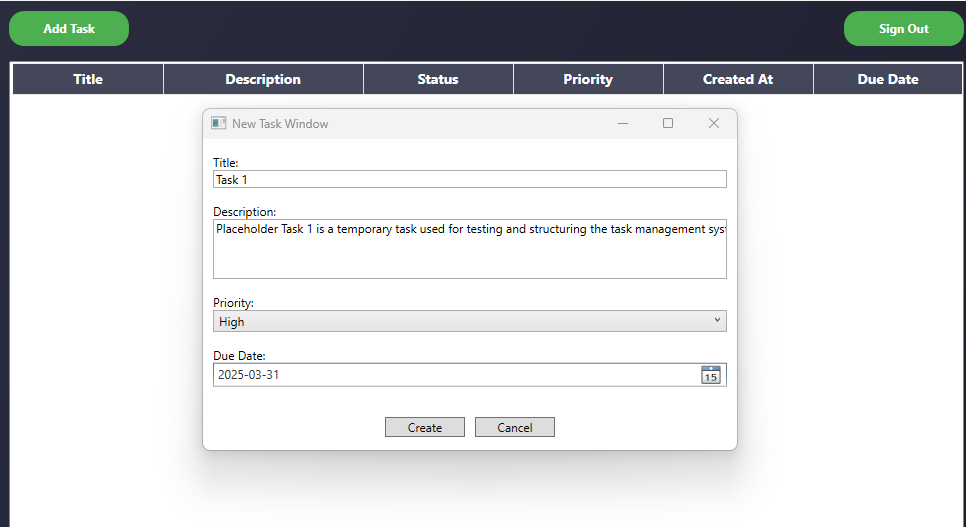 Add Task
Sign Out
Title Description Status Priority Created At Due Date
New Task Window
Title:
Task 1
Description:
Placeholder Task 1 is a temporary task used for testing and structuring the task management sys
Priority:
High
Due Date:
2025-03-31
15
Create Cancel